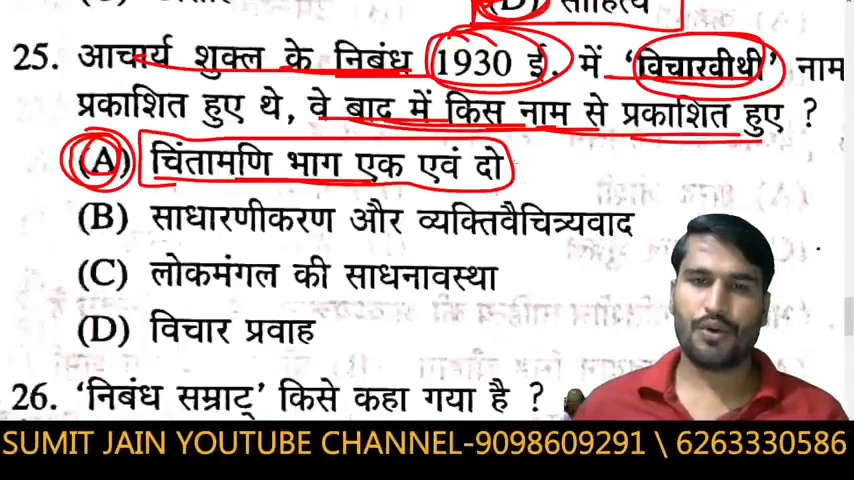 (D) साहित्य
25. आचार्य शुक्ल के निबंध 1930 ई. में 'विचारवीथी' नाम
प्रकाशित हुए थे, वे बाद में किस नाम से प्रकाशित हुए ?
(A) चिंतामणि भाग एक एवं दो
(B) साधारणीकरण और व्यक्तिवैचित्र्यवाद
(C) लोकमंगल की साधनावस्था
(D) विचार प्रवाह
26. 'निबंध सम्राट्' किसे कहा गया है ?
SUMIT JAIN YOUTUBE CHANNEL-9098609291 \ 6263330586